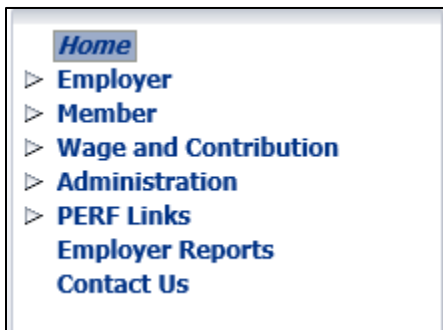 Home
Employer
Member
Wage and Contribution
Administration
PERF Links
Employer Reports
Contact Us